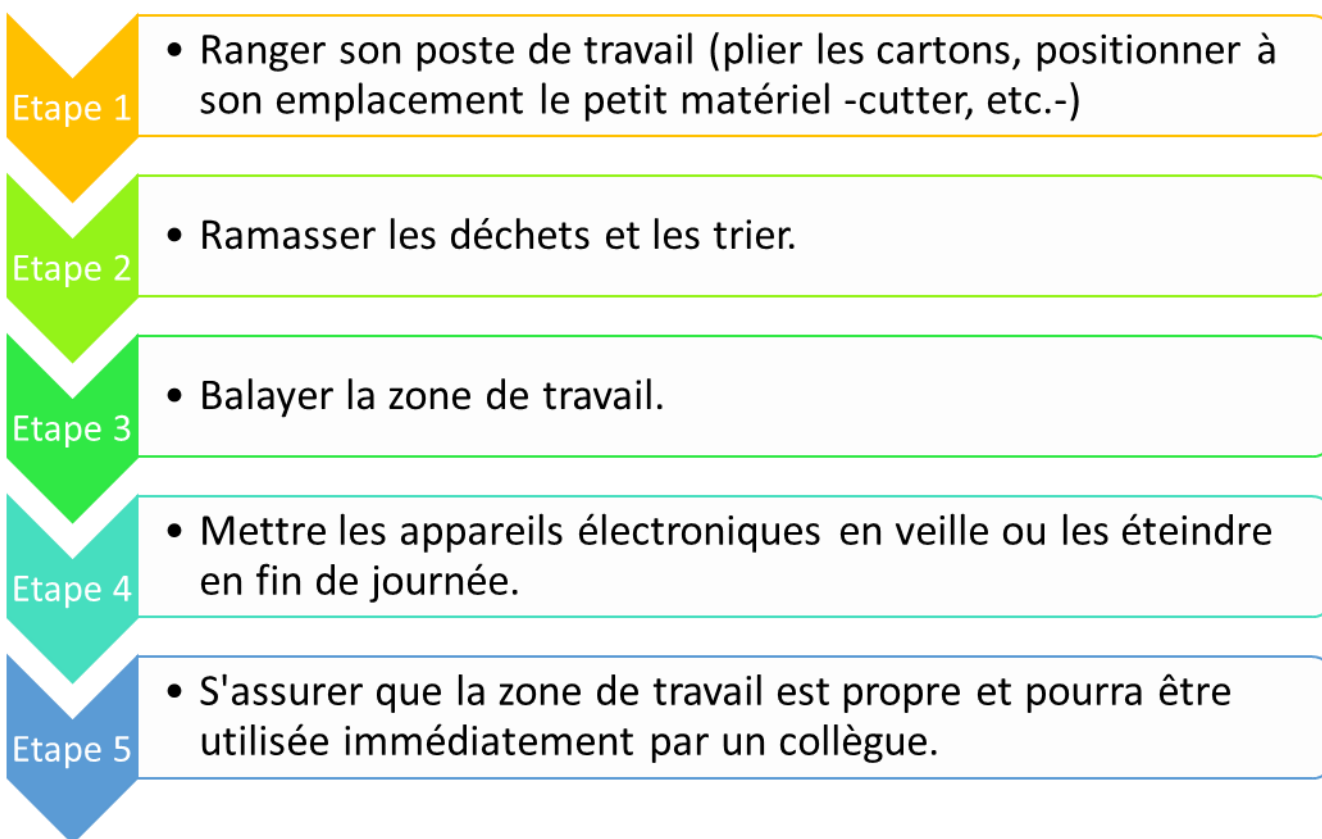 Etape 1
• Ranger son poste de travail (plier les cartons, positionner à
son emplacement le petit matériel -cutter, etc.-)
Etape 2
• Ramasser les déchets et les trier.
Etape 3
• Balayer la zone de travail.
Etape 4
• Mettre les appareils électroniques en veille ou les éteindre
en fin de journée.
Etape 5
• S'assurer que la zone de travail est propre et pourra être
utilisée immédiatement par un collègue.